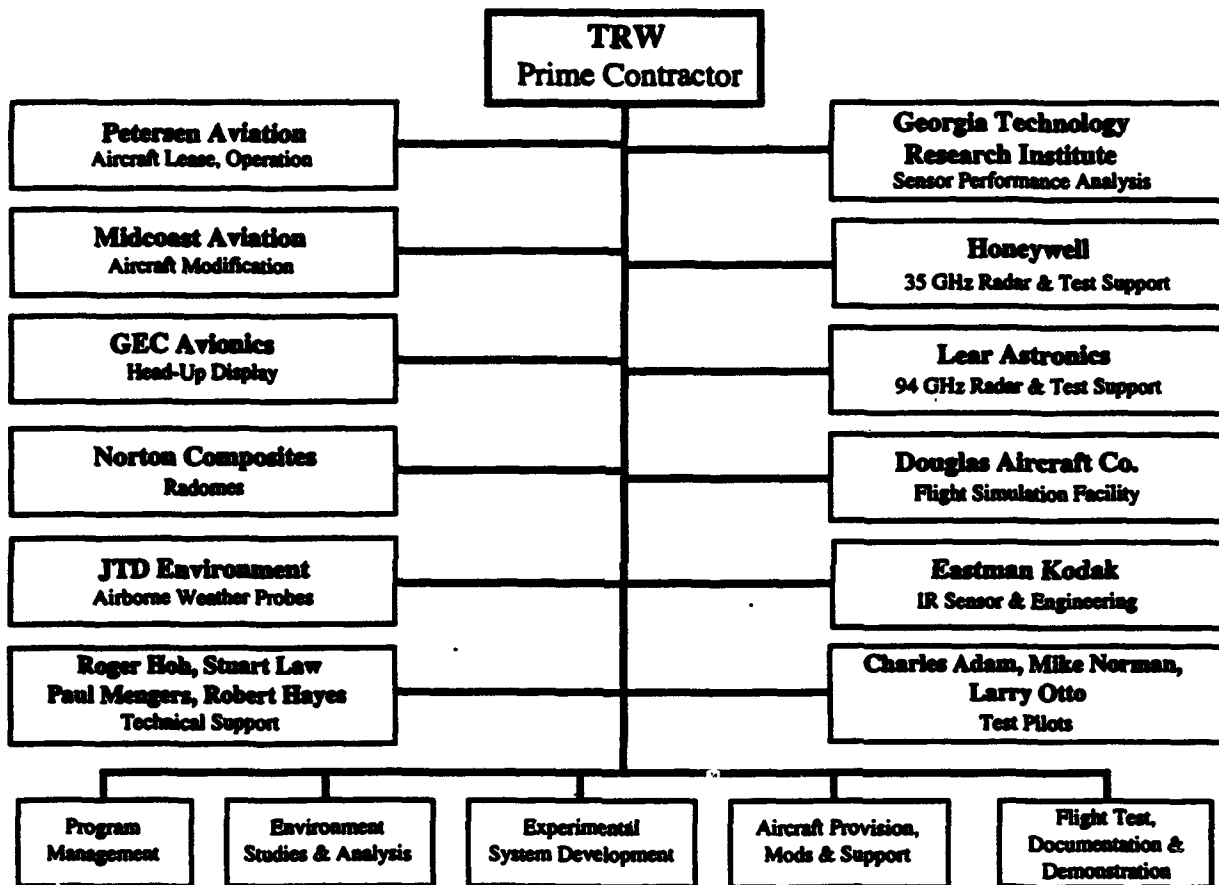 TRW
Prime Contractor
Petersen Aviation
Aircraft Lease, Operation
Midcoast Aviation
Aircraft Modification
GEC Avionics
Head-Up Display
Norton Composites
Radomes
JTD Environment
Airborne Weather Probes
Roger Hoh, Stuart Law
Paul Mengers, Robert Hayes
Technical Support
Georgia Technology
Research Institute
Sensor Performance Analysis
Honeywell
35 GHz Radar & Test Support
Lear Astronics
94 GHz Radar & Test Support
Douglas Aircraft Co.
Flight Simulation Facility
Eastman Kodak
IR Sensor & Engineering
Charles Adam, Mike Norman,
Larry Otto
Test Pilots
Program
Management
Environment
Studies & Analysis
Experimental
System Development
Aircraft Provision,
Mods & Support
Flight Test,
Documentation &
Demonstration